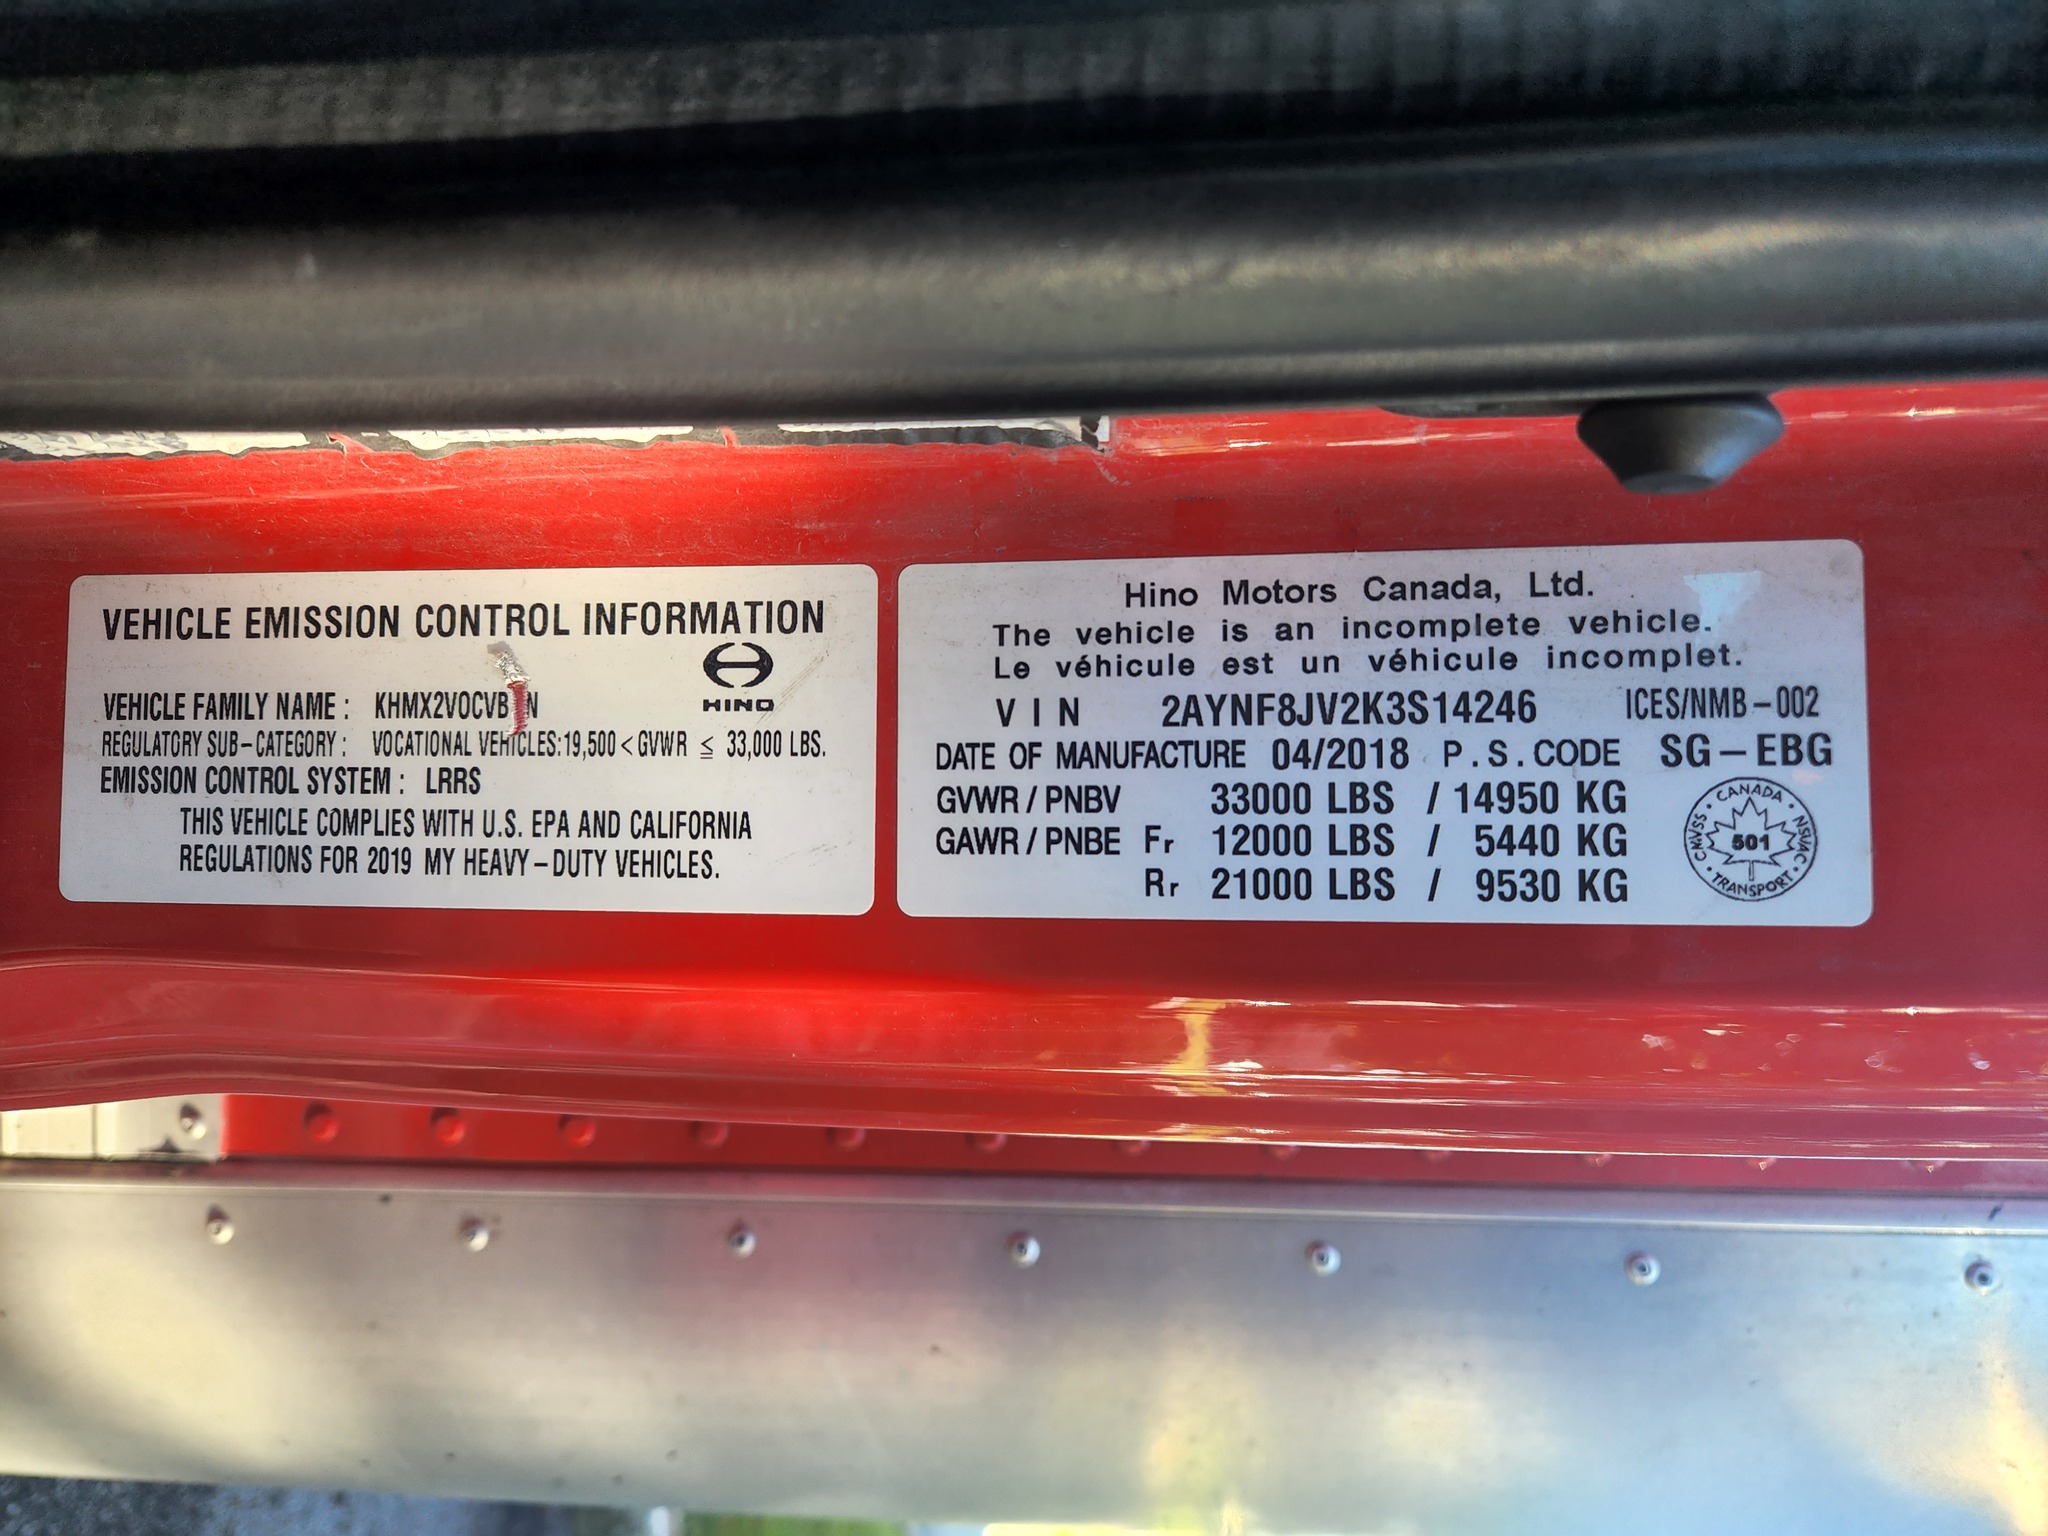 VEHICLE EMISSION CONTROL INFORMATION
HINO
VEHICLE FAMILY NAME :
REGULATORY SUB-CATEGORY : VOCATIONAL VEHICLES:19,500 < GVWR ≤ 33,000 LBS.
EMISSION CONTROL SYSTEM : LRRS
THIS VEHICLE COMPLIES WITH U.S. EPA AND CALIFORNIA
REGULATIONS FOR 2019 MY HEAVY-DUTY VEHICLES.
Hino Motors Canada, Ltd.
The vehicle is an incomplete vehicle.
Le véhicule est un véhicule incomplet.
VIN 2AYNF8JV2K3S14246 ICES/NMB-002
DATE OF MANUFACTURE 04/2018 P.S.CODE SG-EBG
GVWR / PNBV 33000 LBS / 14950 KG
GAWR / PNBE Fr 12000 LBS / 5440 KG
Rr 21000 LBS / 9530 KG
CANADA
CMVSS 501 NSVAC
TRANSPORT